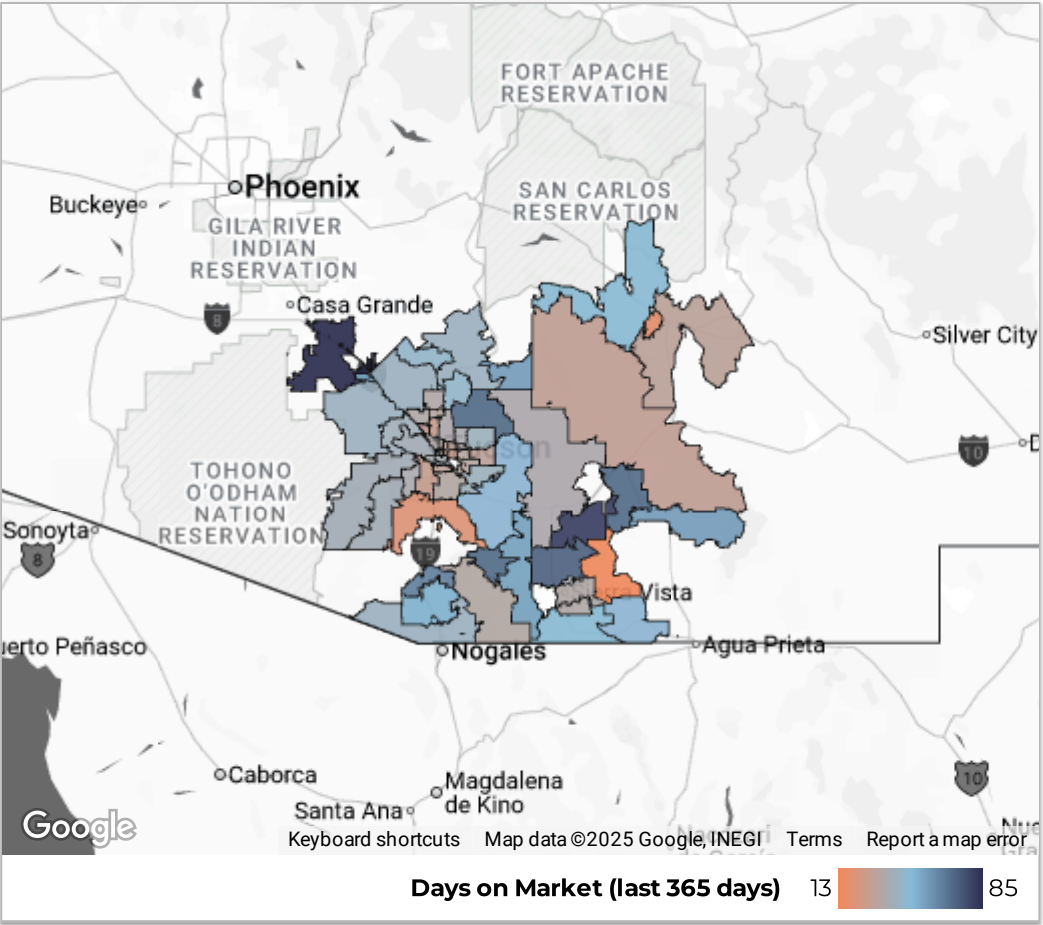 FORT APACHE
RESERVATION
Phoenix
SAN CARLOS
RESERVATION
Buckeye
GILA RIVER
INDIAN
RESERVATION
Casa Grande
8
Silver City
10
TOHONO
O'ODHAM
NATION
RESERVATION
Sonoyta
8
19
Vista
Nogales
Agua Prieta
uerto Peñasco
Caborca
Magdalena
de Kino
Santa Ana
10
Google
Keyboard shortcuts Map data ©2025 Google, INEGI Terms Report a map error
Days on Market (last 365 days) 13 85